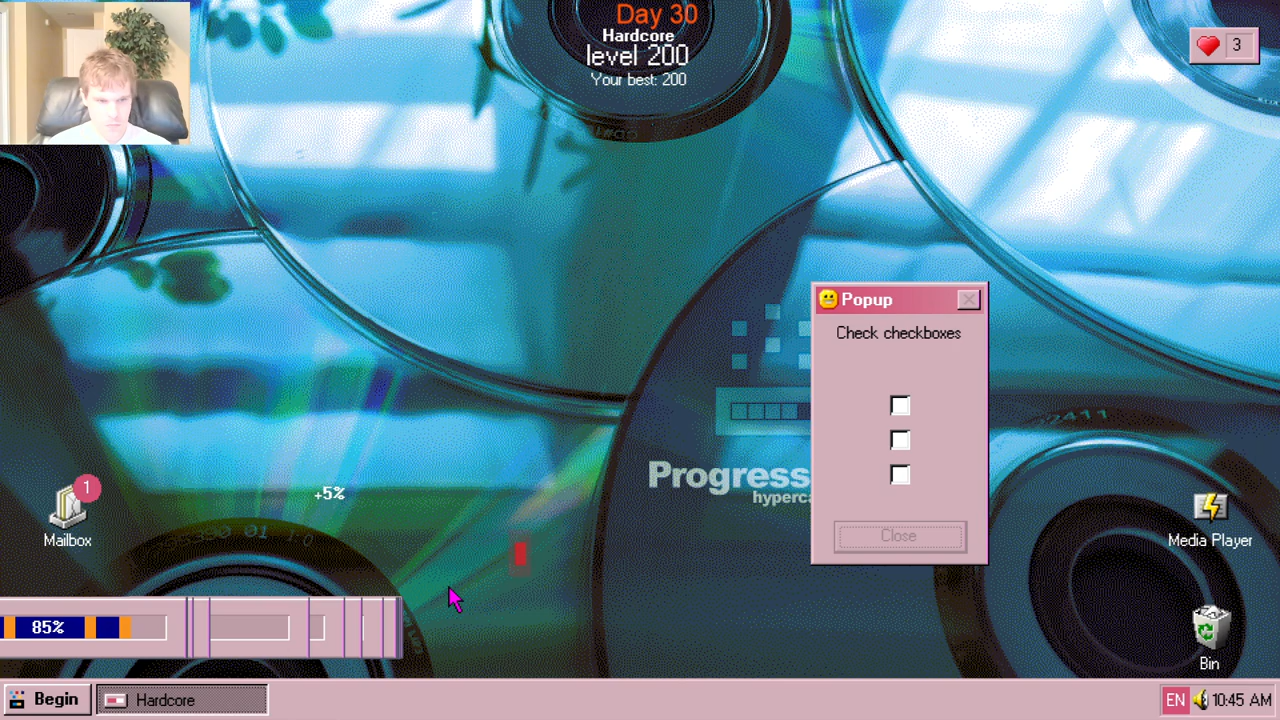 Day 30
Hardcore
level 200
Your best: 200
3
Popup
Check checkboxes
Progress
+5%
1
Mailbox
Close
Media Player
85%
Bin
Begin
Hardcore
EN
10:45 AM